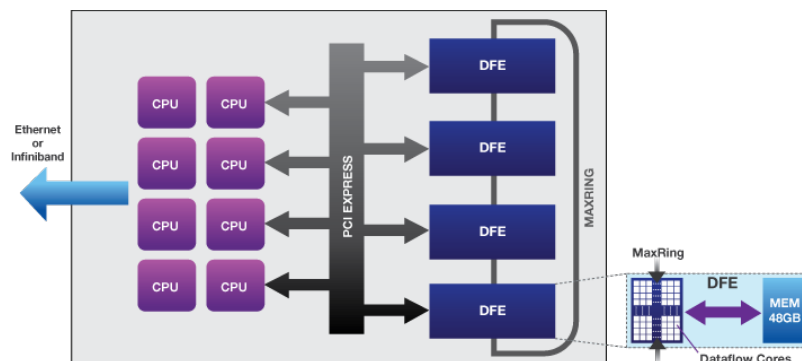 Ethernet
or
Infiniband
CPU CPU
CPU CPU
CPU CPU
CPU CPU
PCI EXPRESS
DFE
DFE
DFE
DFE
MAXRING
MaxRing
DFE
MEM
48GB
Dataflow Cores